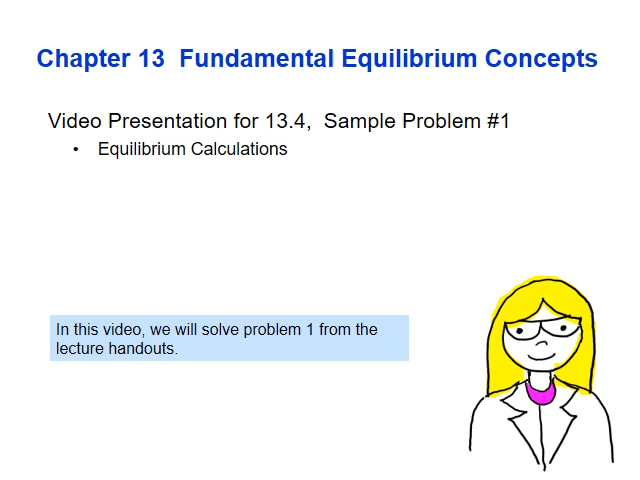 Chapter 13  Fundamental Equilibrium Concepts
Video Presentation for 13.4,  Sample Problem #1
• Equilibrium Calculations
In this video, we will solve problem 1 from the
lecture handouts.